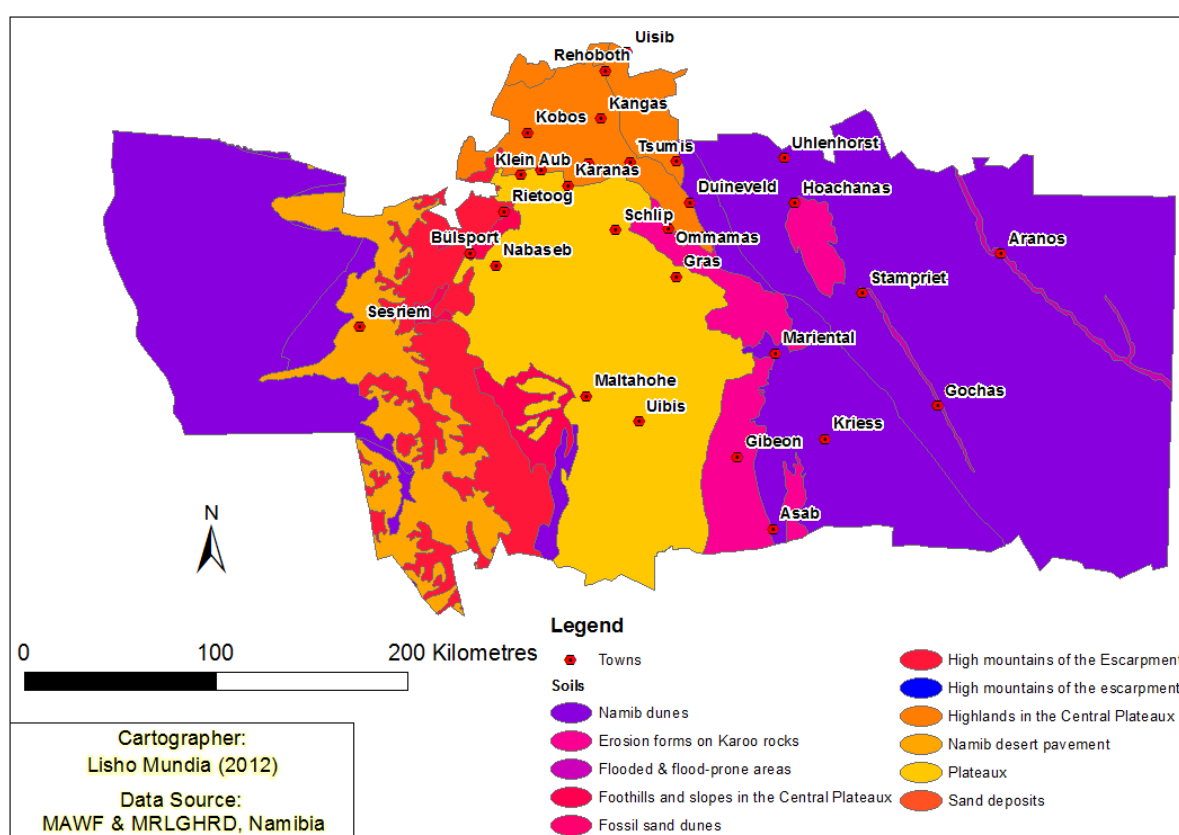 Uisib
Rehoboth
Kangas
Kobos
Tsumis
Uhlenhorst
Klein Aub
Karanas
Duineveld
Hoachanas
Rietoog
Schlip
Bülsport
Ommamas
Aranos
Nabaseb
Gras
Stampriet
Sesriem
Mariental
Maltahohe
Gochas
Uibis
Kriess
Gibeon
Asab
N
0 100 200 Kilometres
Legend
Towns
Soils
Namib dunes
Erosion forms on Karoo rocks
Flooded & flood-prone areas
Foothills and slopes in the Central Plateaux
Fossil sand dunes
High mountains of the Escarpment
High mountains of the escarpment
Highlands in the Central Plateaux
Namib desert pavement
Plateaux
Sand deposits
Cartographer:
Lisho Mundia (2012)
Data Source:
MAWF & MRLGHRD, Namibia